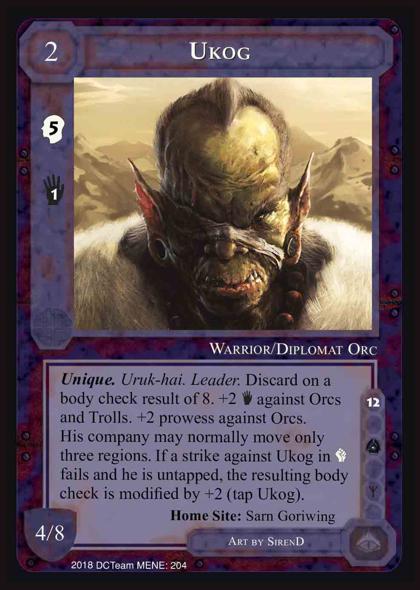 2
UKOG
5
1
WARRIOR/DIPLOMAT ORC
Unique. Uruk-hai. Leader. Discard on a
body check result of 8. +2 against Orcs
and Trolls. +2 prowess against Orcs.
His company may normally move only
three regions. If a strike against Ukog in
fails and he is untapped, the resulting body
check is modified by +2 (tap Ukog).
12
Home Site: Sarn Goriwing
4/8
ART BY SIREND
2018 DCTeam MENE: 204